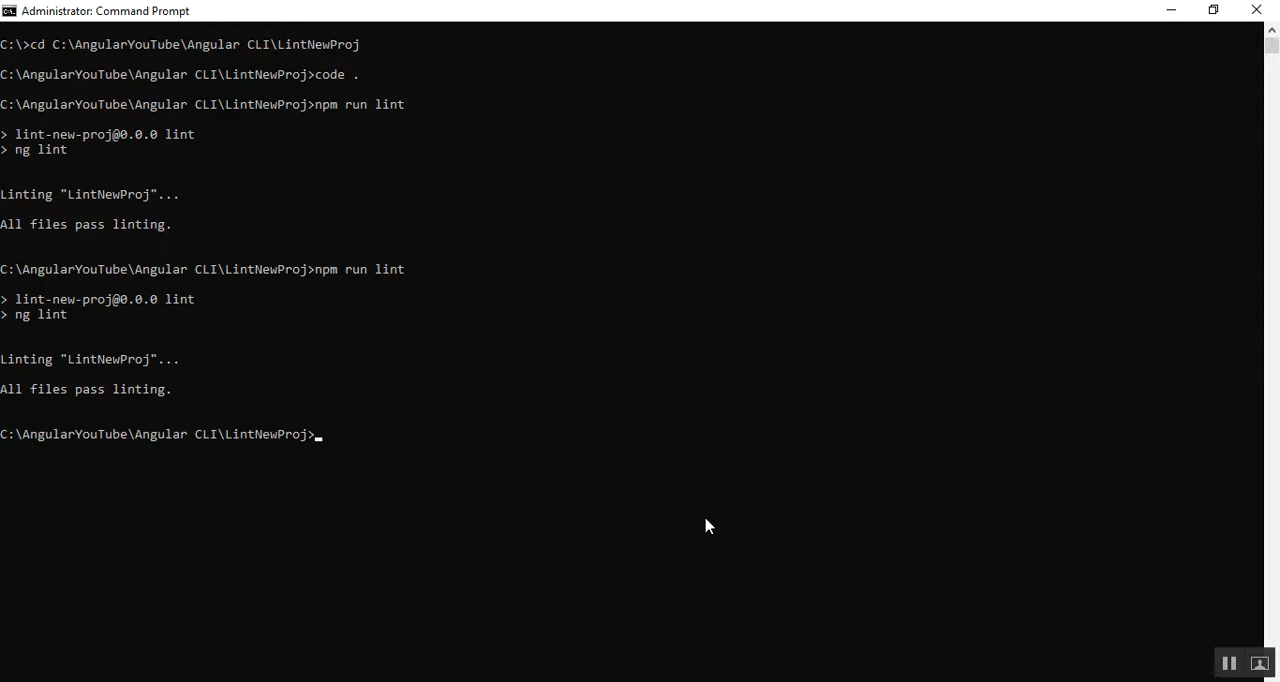 Administrator: Command Prompt
C:\>cd C:\AngularYouTube\Angular CLI\LintNewProj
C:\AngularYouTube\Angular CLI\LintNewProj>code .
C:\AngularYouTube\Angular CLI\LintNewProj>npm run lint
> lint-new-proj@0.0.0 lint
> ng lint
Linting "LintNewProj"...
All files pass linting.
C:\AngularYouTube\Angular CLI\LintNewProj>npm run lint
> lint-new-proj@0.0.0 lint
> ng lint
Linting "LintNewProj"...
All files pass linting.
C:\AngularYouTube\Angular CLI\LintNewProj>